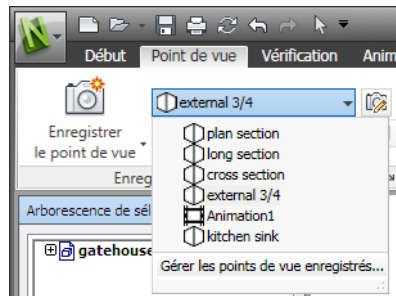 Début Point de vue Vérification Anim
external 3/4
Enregistrer
le point de vue
plan section
long section
cross section
external 3/4
Animation1
kitchen sink
Enreg
Gérer les points de vue enregistrés...
Arborescence de sél
gatehouse